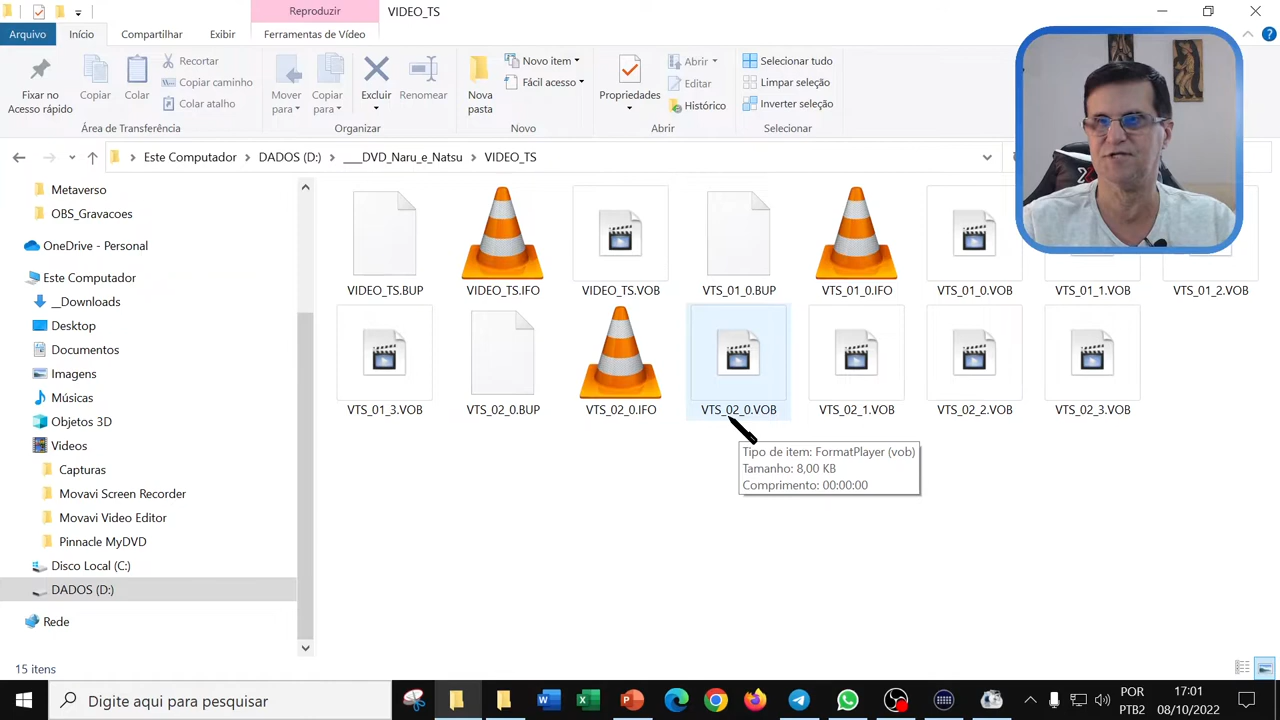 Reproduzir
VIDEO_TS
Arquivo
Início
Compartilhar
Exibir
Ferramentas de Vídeo
Fixar no
Acesso rápido
Copiar
Colar
Recortar
Copiar caminho
Colar atalho
Área de Transferência
Mover
para
Copiar
para
Excluir
Renomear
Organizar
Nova
pasta
Novo item
Fácil acesso
Novo
Propriedades
Abrir
Editar
Histórico
Abrir
Selecionar tudo
Limpar seleção
Inverter seleção
Selecionar
Este Computador
DADOS (D:)
___DVD_Naru_e_Natsu
VIDEO_TS
Metaverso
OBS_Gravacoes
OneDrive - Personal
Este Computador
__Downloads
Desktop
Documentos
Imagens
Músicas
Objetos 3D
Videos
Capturas
Movavi Screen Recorder
Movavi Video Editor
Pinnacle MyDVD
Disco Local (C:)
DADOS (D:)
Rede
VIDEO_TS.BUP
VIDEO_TS.IFO
VIDEO_TS.VOB
VTS_01_0.BUP
VTS_01_0.IFO
VTS_01_0.VOB
VTS_01_1.VOB
VTS_01_2.VOB
VTS_01_3.VOB
VTS_02_0.BUP
VTS_02_0.IFO
VTS_02_0.VOB
VTS_02_1.VOB
VTS_02_2.VOB
VTS_02_3.VOB
Tipo de item: FormatPlayer (vob)
Tamanho: 8,00 KB
Comprimento: 00:00:00
15 itens
Digite aqui para pesquisar
POR
PTB2
17:01
08/10/2022